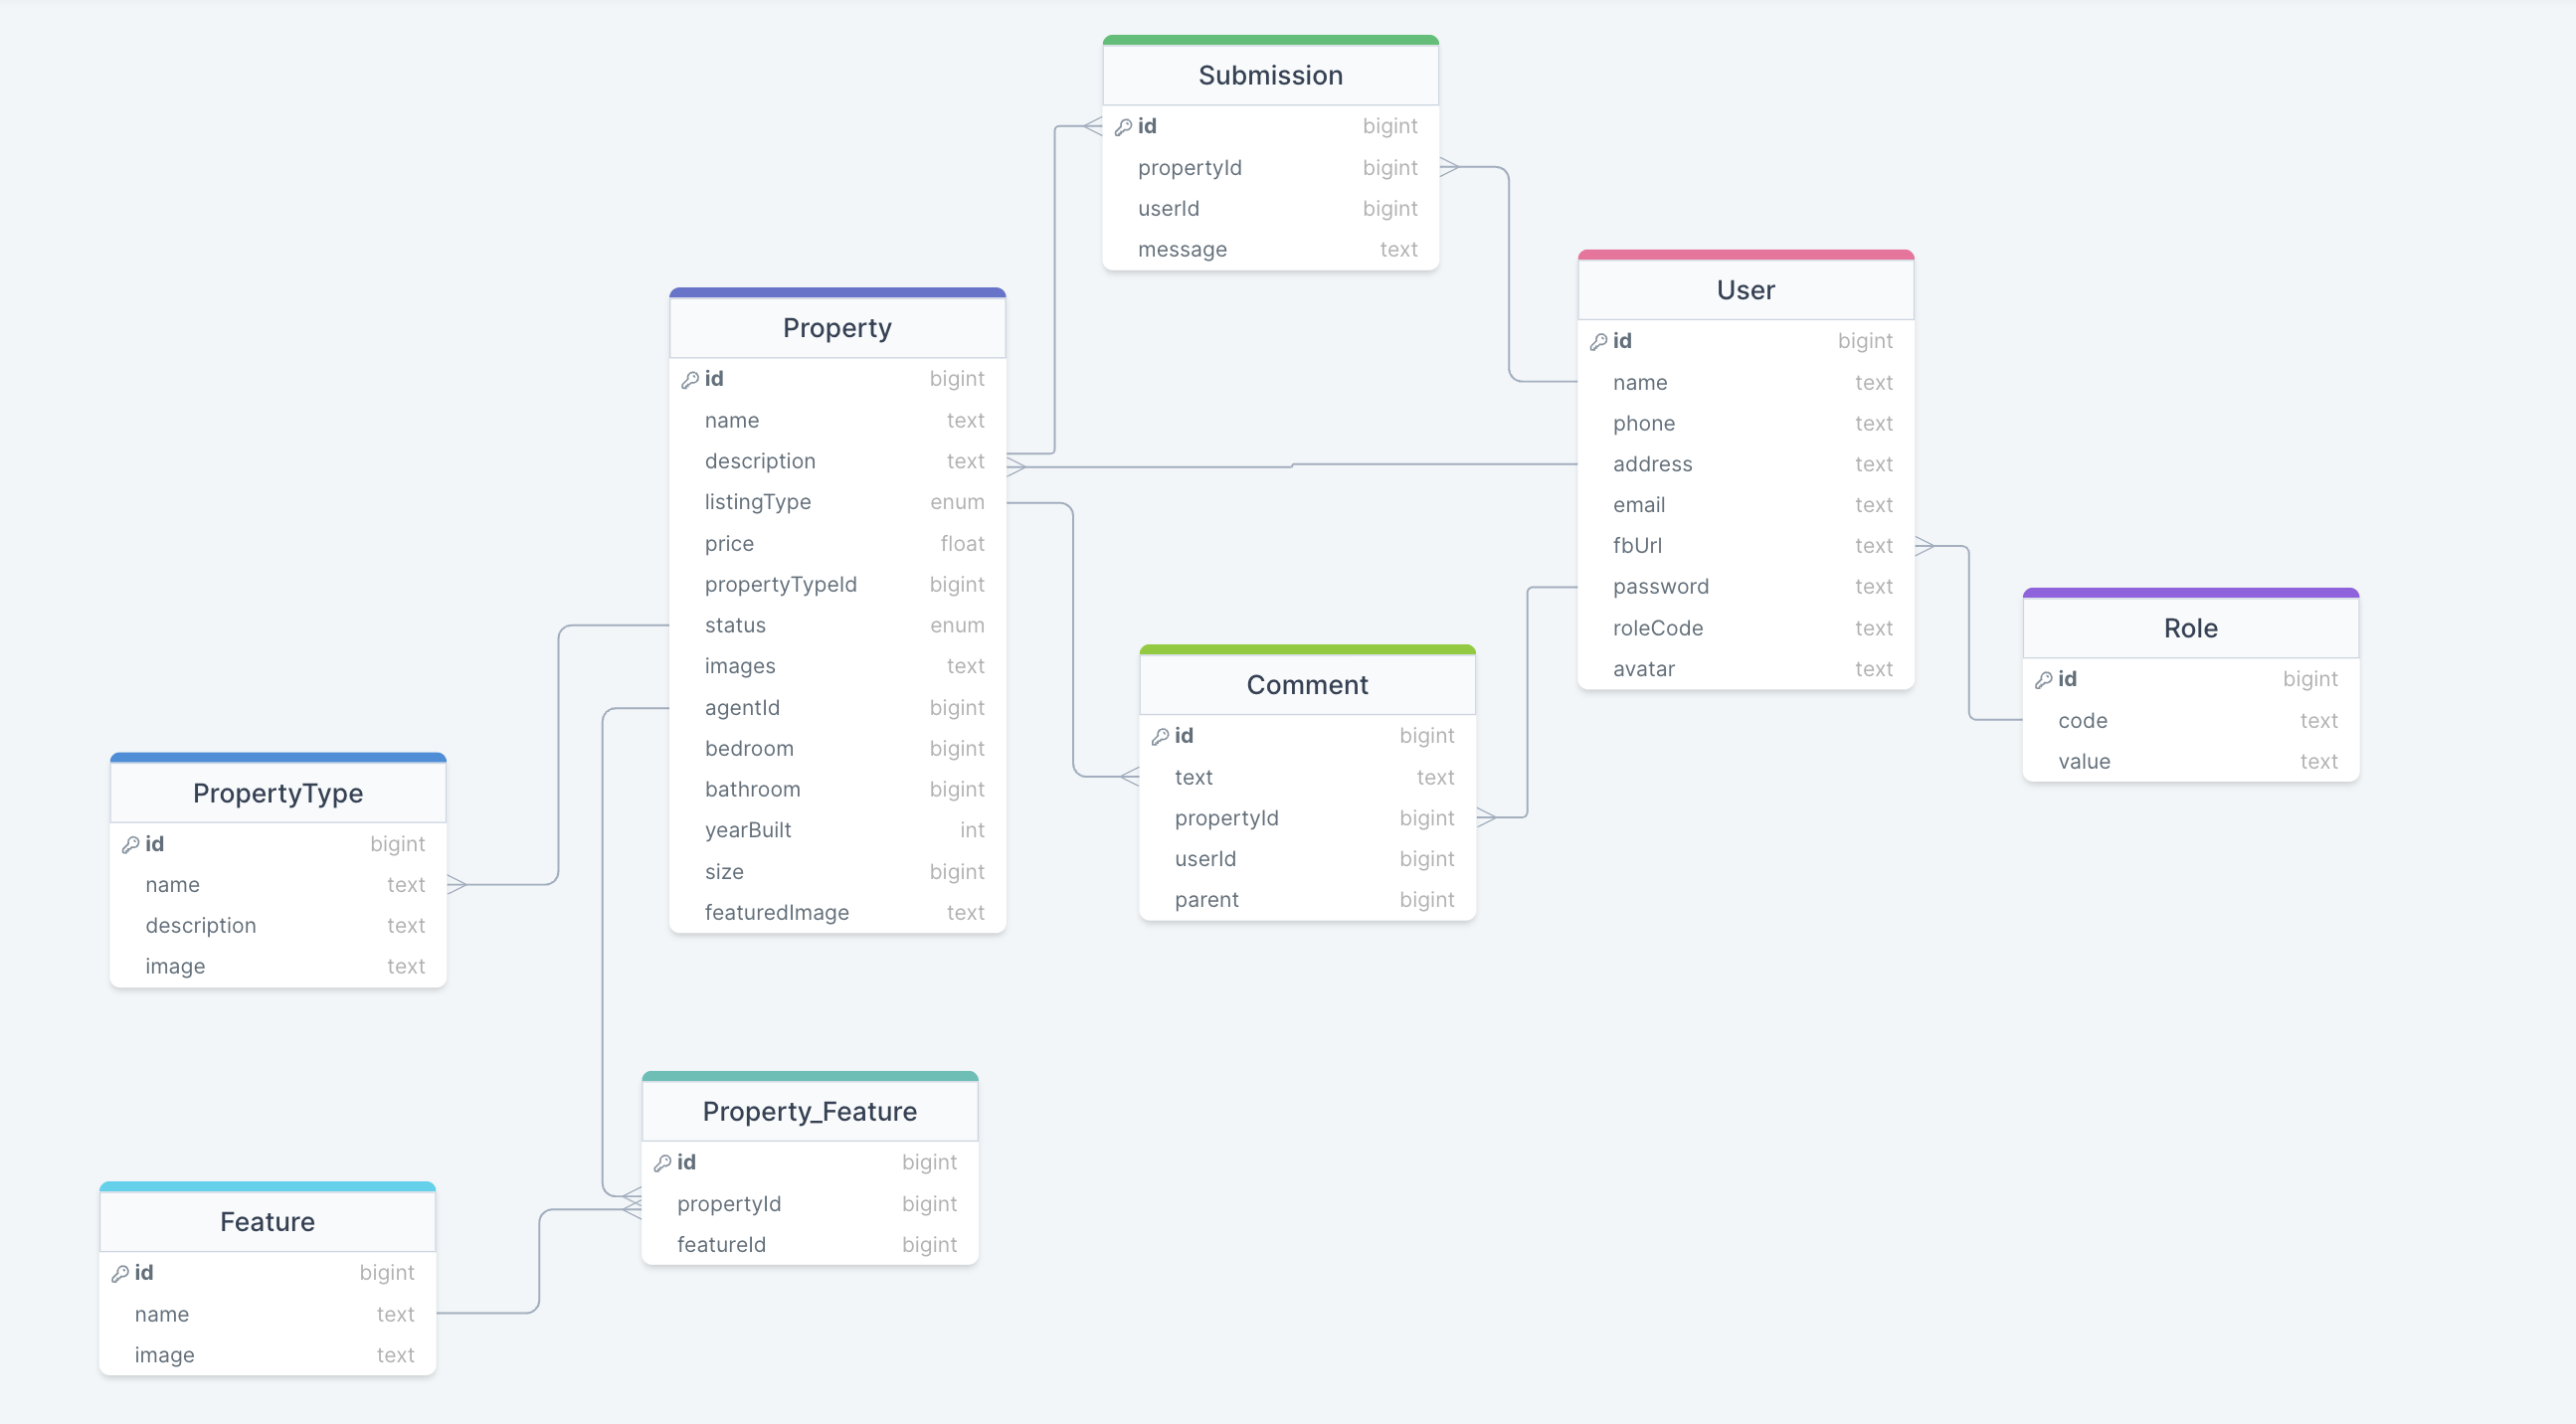 Submission
id bigint
propertyId bigint
userId bigint
message text
User
id bigint
name text
phone text
address text
email text
fbUrl text
password text
roleCode text
avatar text
Property
id bigint
name text
description text
listingType enum
price float
propertyTypeId bigint
status enum
images text
agentId bigint
bedroom bigint
bathroom bigint
yearBuilt int
size bigint
featuredImage text
Role
id bigint
code text
value text
Comment
id bigint
text text
propertyId bigint
userId bigint
parent bigint
PropertyType
id bigint
name text
description text
image text
Property_Feature
id bigint
propertyId bigint
featureId bigint
Feature
id bigint
name text
image text